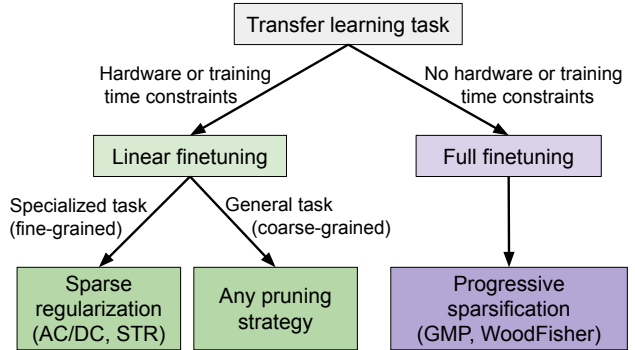 Transfer learning task
Hardware or training
time constraints
No hardware or training
time constraints
Linear finetuning
Full finetuning
Specialized task
(fine-grained)
General task
(coarse-grained)
Sparse
regularization
(AC/DC, STR)
Any pruning
strategy
Progressive
sparsification
(GMP, WoodFisher)